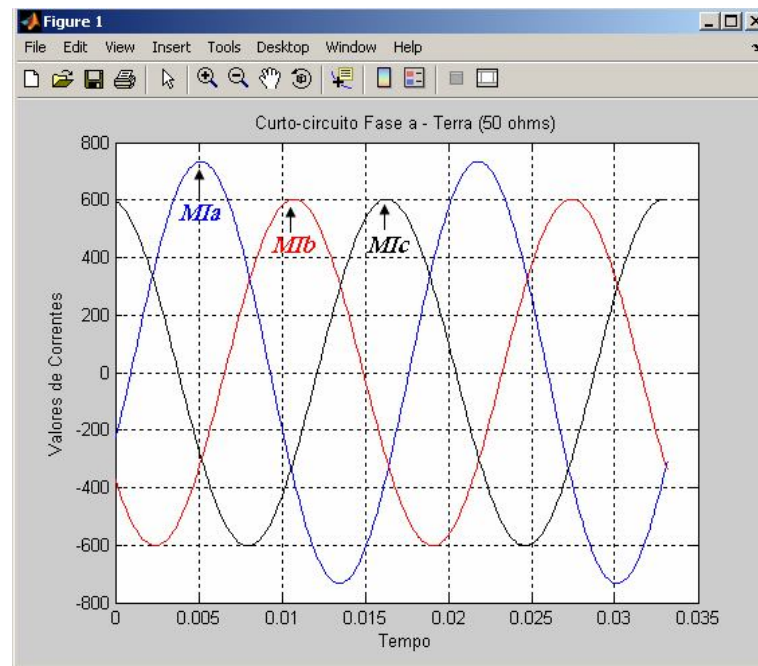 Figure 1
File Edit View Insert Tools Desktop Window Help
Curto-circuito Fase a - Terra (50 ohms)
800
600
400
200
0
-200
-400
-600
-800
MIa
MIb
MIc
Valores de Correntes
0 0.005 0.01 0.015 0.02 0.025 0.03 0.035
Tempo